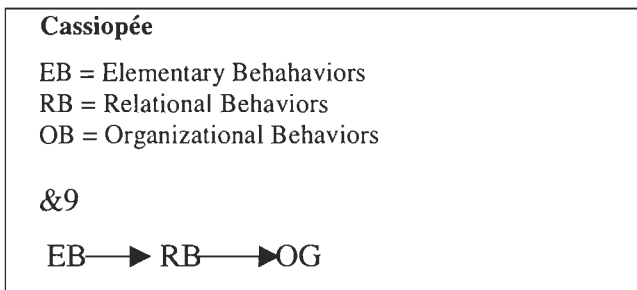 Cassiopée
EB = Elementary Behahaviors
RB = Relational Behaviors
OB = Organizational Behaviors
&9
EB → RB → OG